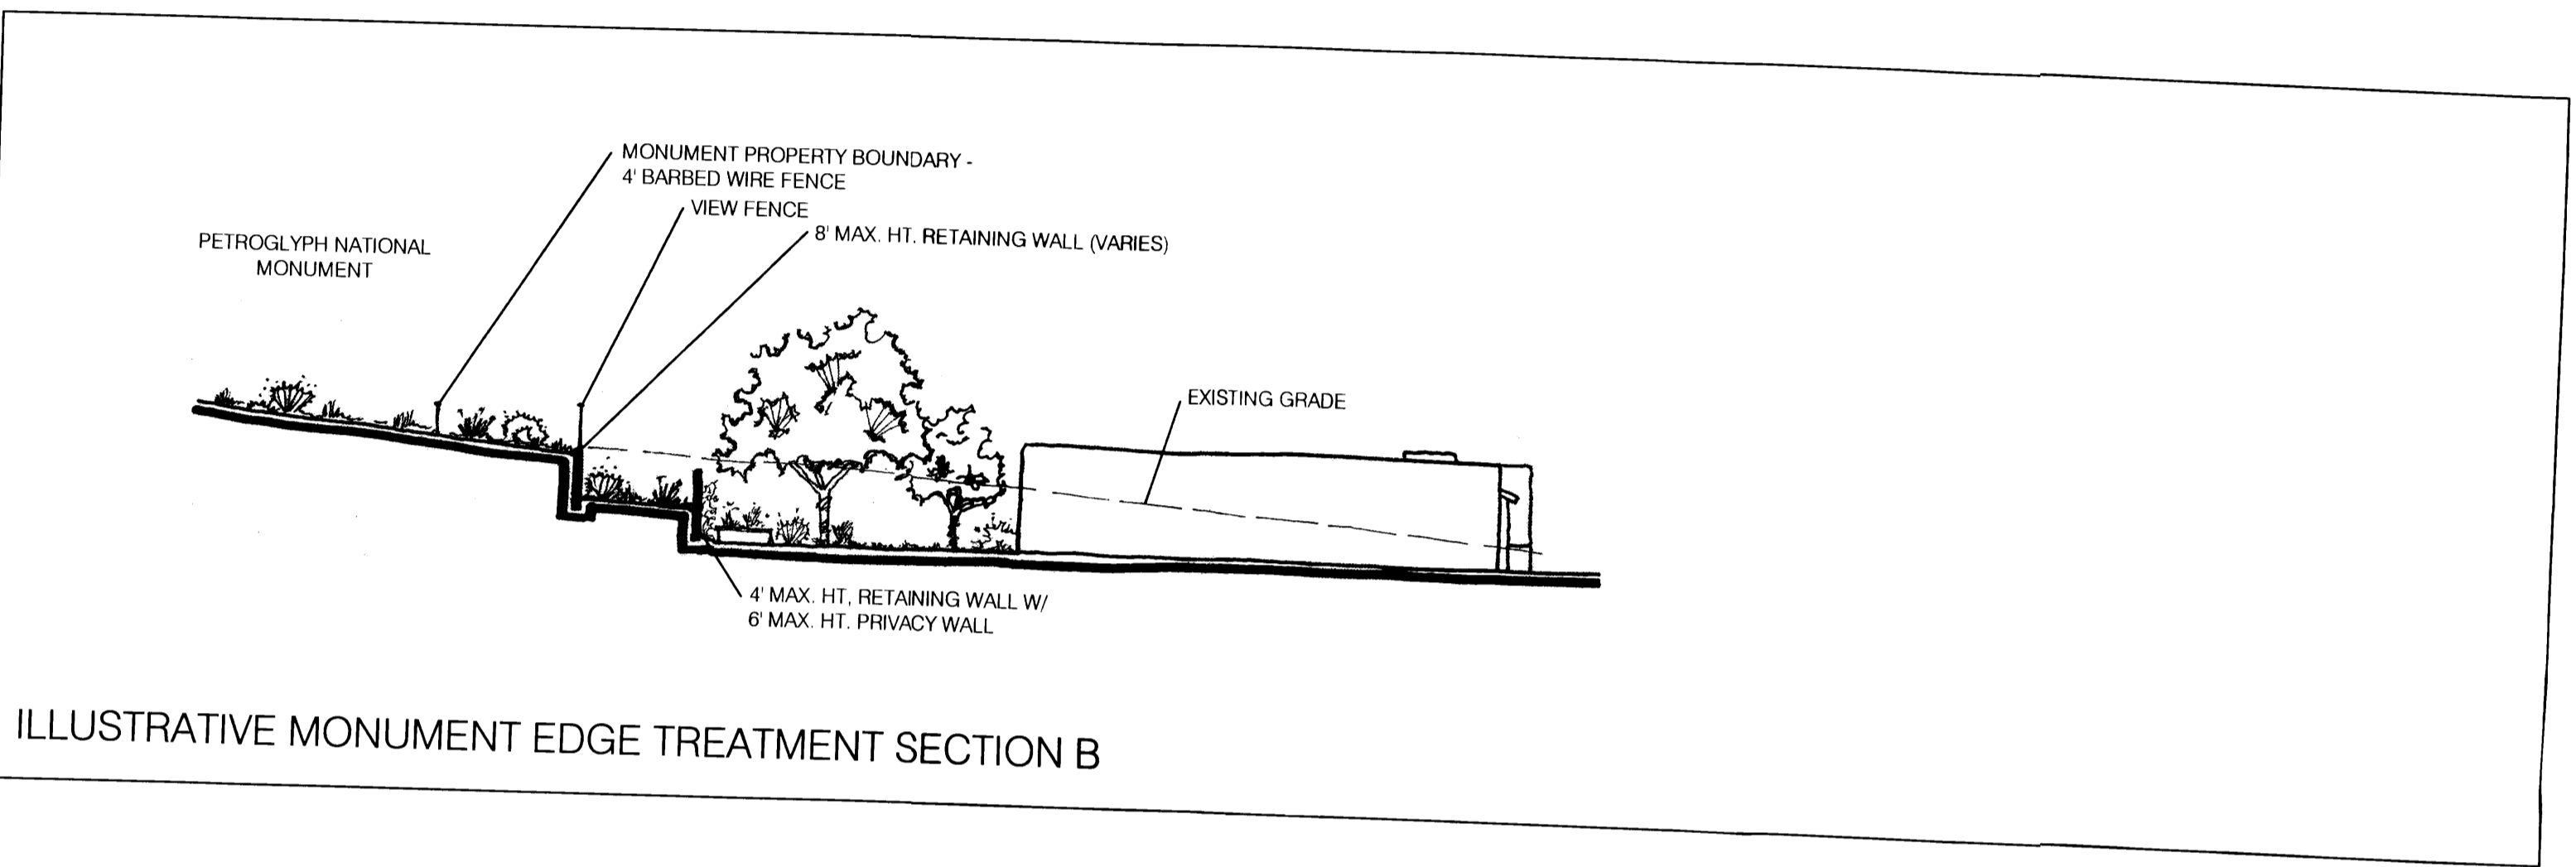 MONUMENT PROPERTY BOUNDARY -
4' BARBED WIRE FENCE
VIEW FENCE
8' MAX. HT. RETAINING WALL (VARIES)
PETROGLYPH NATIONAL
MONUMENT
EXISTING GRADE
4' MAX. HT, RETAINING WALL W/
6' MAX. HT. PRIVACY WALL
ILLUSTRATIVE MONUMENT EDGE TREATMENT SECTION B